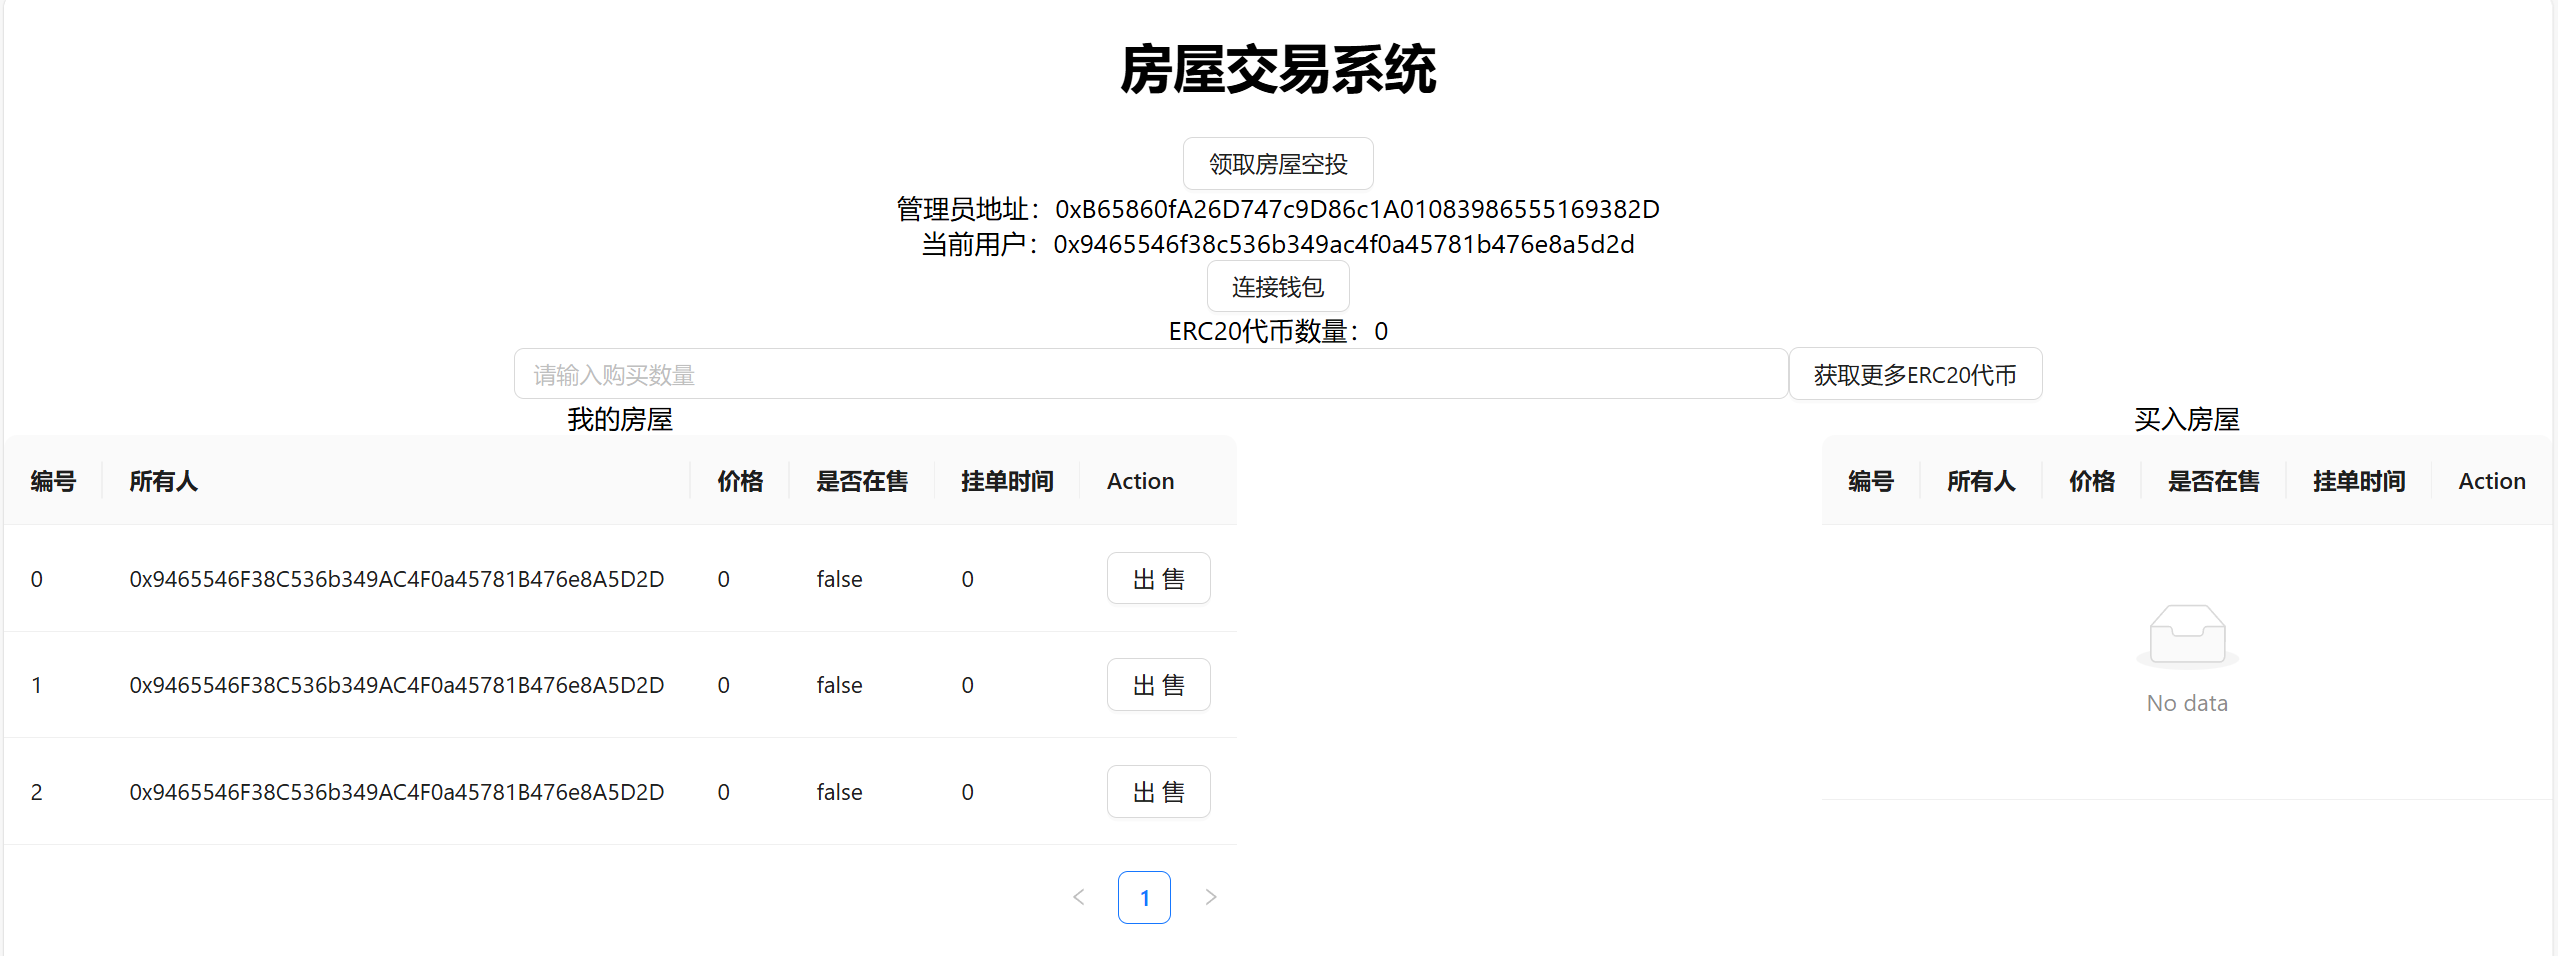 房屋交易系统
领取房屋空投
管理员地址：0xB65860fA26D747c9D86c1A01083986555169382D
当前用户：0x9465546f38c536b349ac4f0a45781b476e8a5d2d
连接钱包
ERC20代币数量：0
请输入购买数量 获取更多ERC20代币
我的房屋
编号 所有人 价格 是否在售 挂单时间 Action
0 0x9465546F38C536b349AC4F0a45781B476e8A5D2D 0 false 0 出 售
1 0x9465546F38C536b349AC4F0a45781B476e8A5D2D 0 false 0 出 售
2 0x9465546F38C536b349AC4F0a45781B476e8A5D2D 0 false 0 出 售
< 1 >
买入房屋
编号 所有人 价格 是否在售 挂单时间 Action
No data